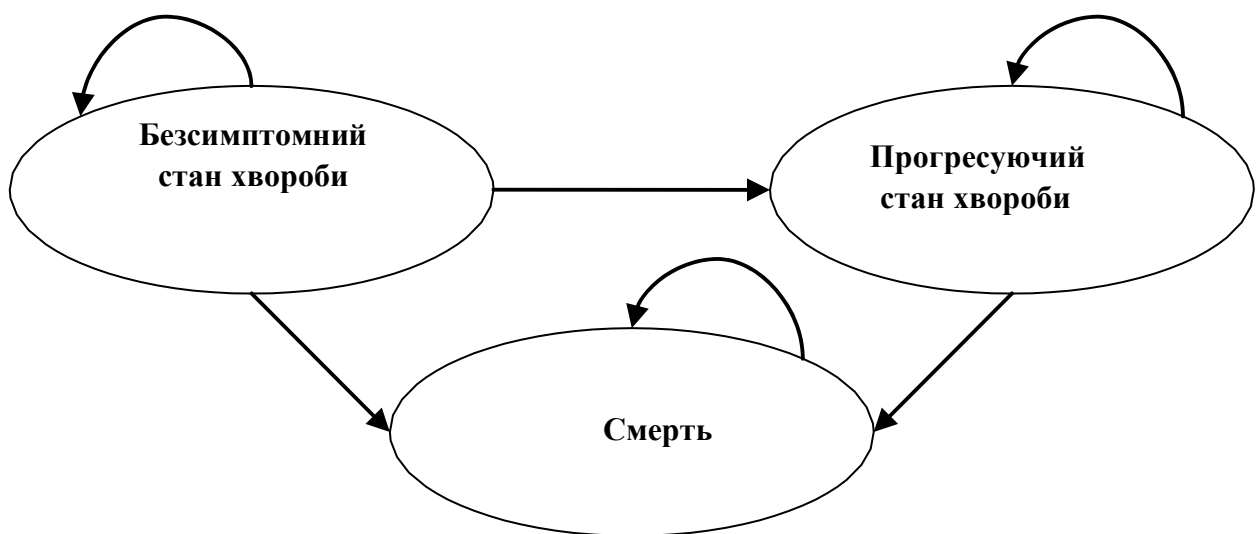 Безсимптомний
стан хвороби
Прогресуючий
стан хвороби
Смерть